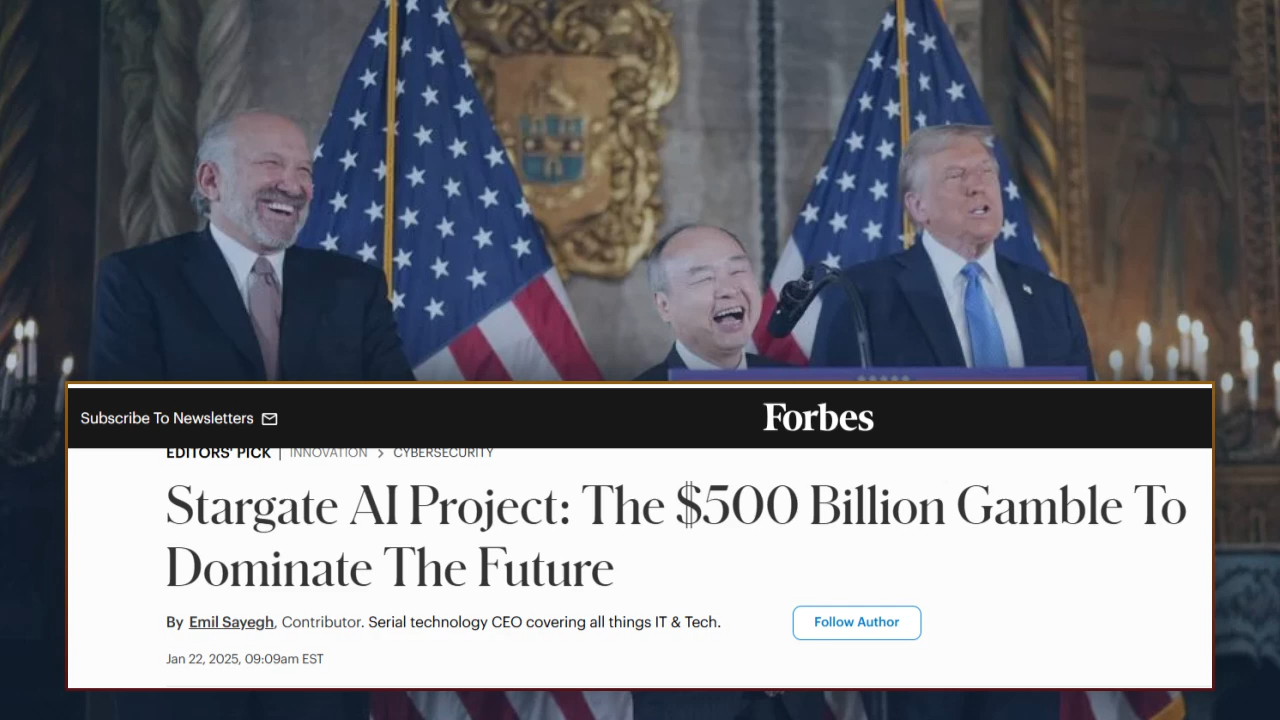 Subscribe To Newsletters
Forbes
EDITORS' PICK | INNOVATION > CYBERSECURITY
Stargate AI Project: The $500 Billion Gamble To
Dominate The Future
By Emil Sayegh, Contributor. Serial technology CEO covering all things IT & Tech.
Follow Author
Jan 22, 2025, 09:09am EST